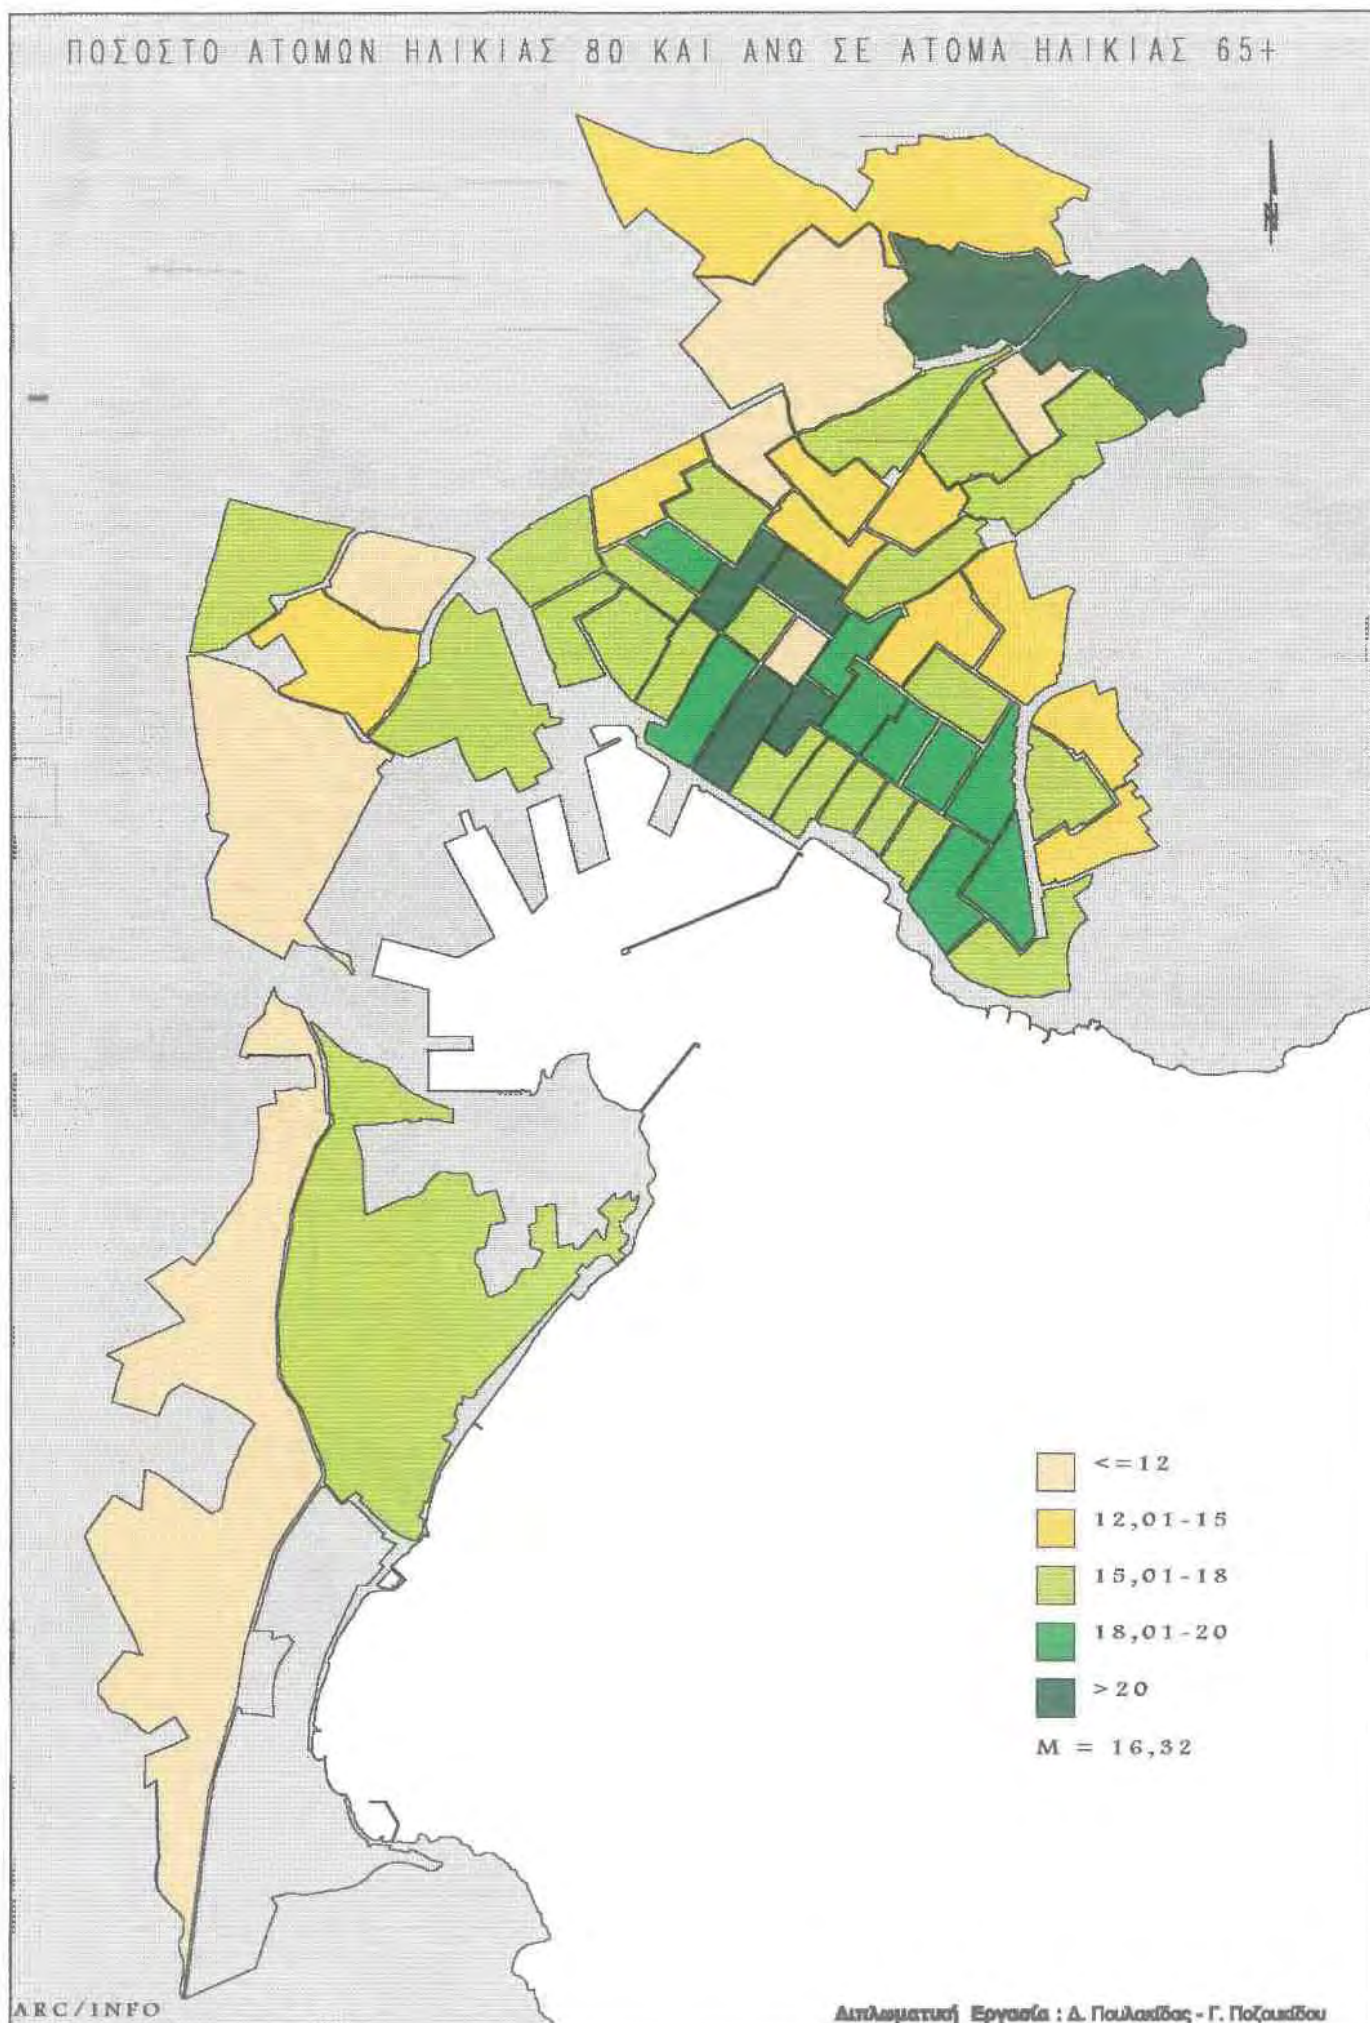 ΠΟΣΟΣΤΟ ΑΤΟΜΩΝ ΗΛΙΚΙΑΣ 80 ΚΑΙ ΑΝΩ ΣΕ ΑΤΟΜΑ ΗΛΙΚΙΑΣ 65+
N
<=12
12,01-15
15,01-18
18,01-20
>20
M = 16,32
ARC/INFO
Διπλωματική Εργασία : Δ. Πουλακίδας - Γ. Ποζουκίδου